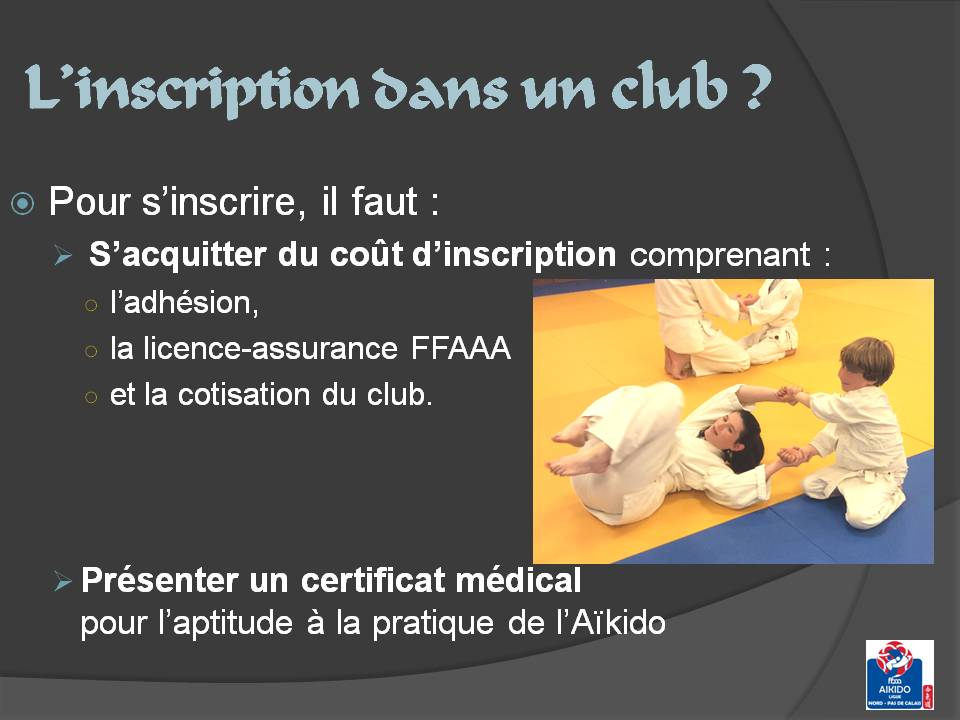 L'inscription dans un club ?
Pour s'inscrire, il faut :
S'acquitter du coût d'inscription comprenant :
l'adhésion,
la licence-assurance FFAAA
et la cotisation du club.
Présenter un certificat médical
pour l'aptitude à la pratique de l'Aïkido
ffaaa
AIKIDO
LIGUE
NORD - PAS DE CALAIS